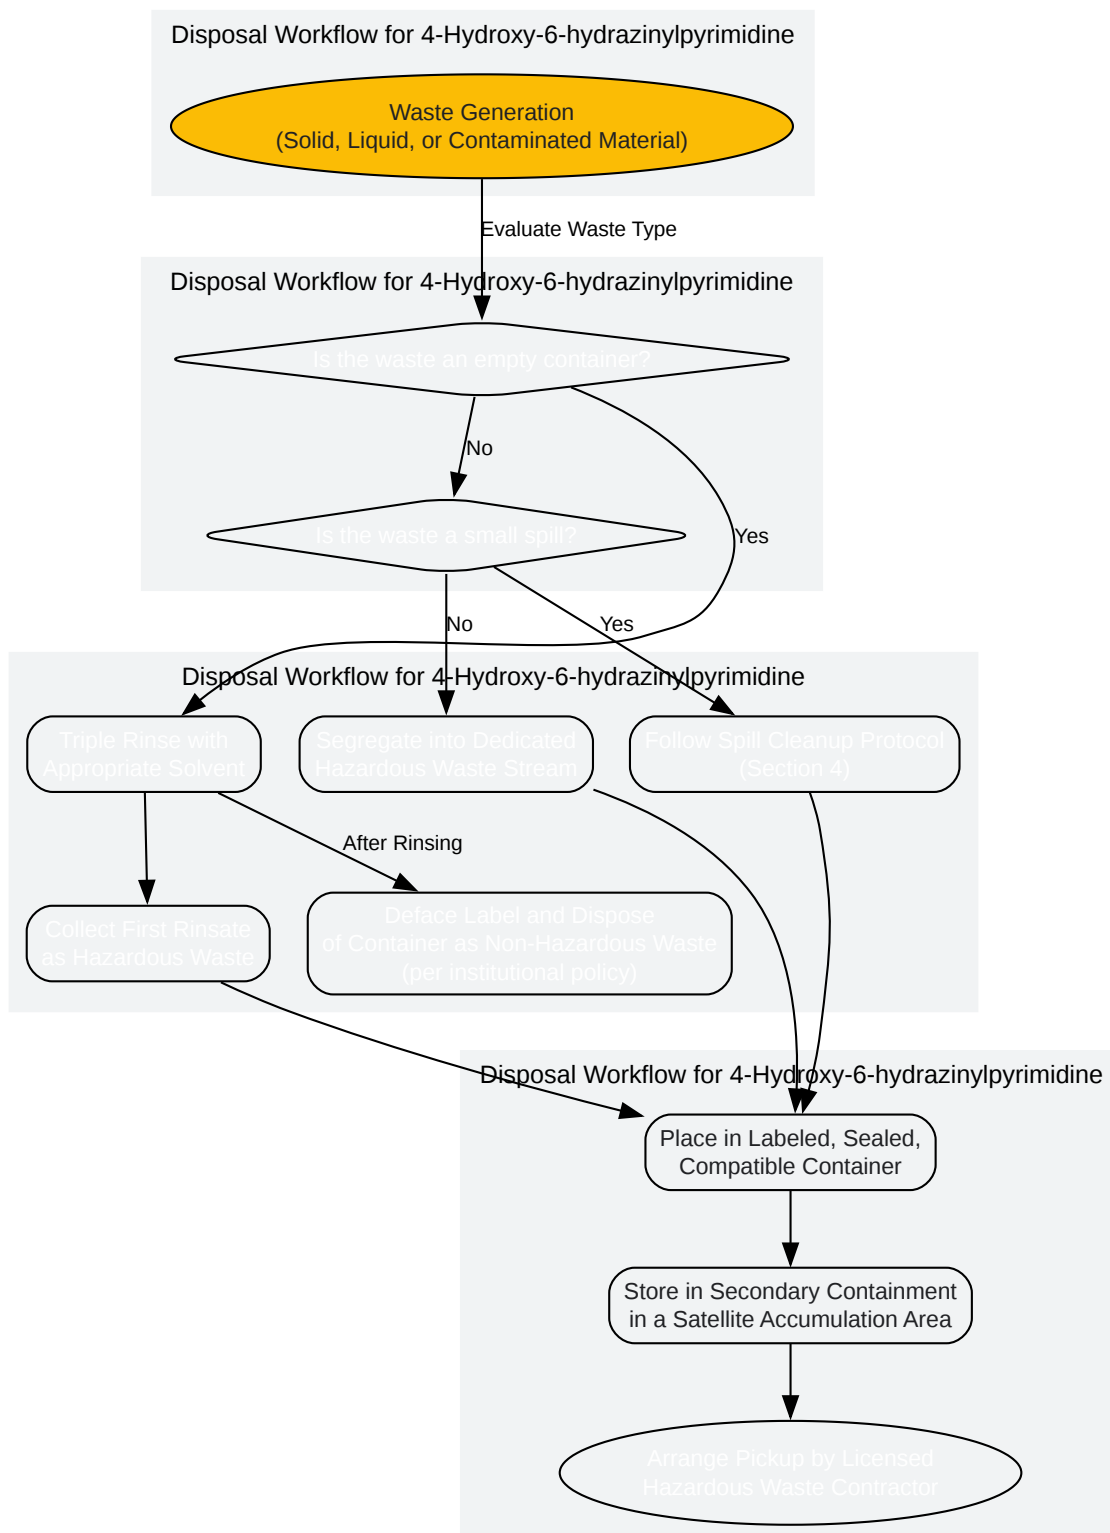 Disposal Workflow for 4-Hydroxy-6-hydrazinylpyrimidine
Waste Generation
(Solid, Liquid, or Contaminated Material)
Evaluate Waste Type
Disposal Workflow for 4-Hydroxy-6-hydrazinylpyrimidine
Is the waste an empty container?
No
Is the waste a small spill?
Yes
No
Yes
Disposal Workflow for 4-Hydroxy-6-hydrazinylpyrimidine
Triple Rinse with
Appropriate Solvent
Segregate into Dedicated
Hazardous Waste Stream
Follow Spill Cleanup Protocol
(Section 4)
After Rinsing
Collect First Rinsate
as Hazardous Waste
Deface Label and Dispose
of Container as Non-Hazardous Waste
(per institutional policy)
Disposal Workflow for 4-Hydroxy-6-hydrazinylpyrimidine
Place in Labeled, Sealed,
Compatible Container
Store in Secondary Containment
in a Satellite Accumulation Area
Arrange Pickup by Licensed
Hazardous Waste Contractor